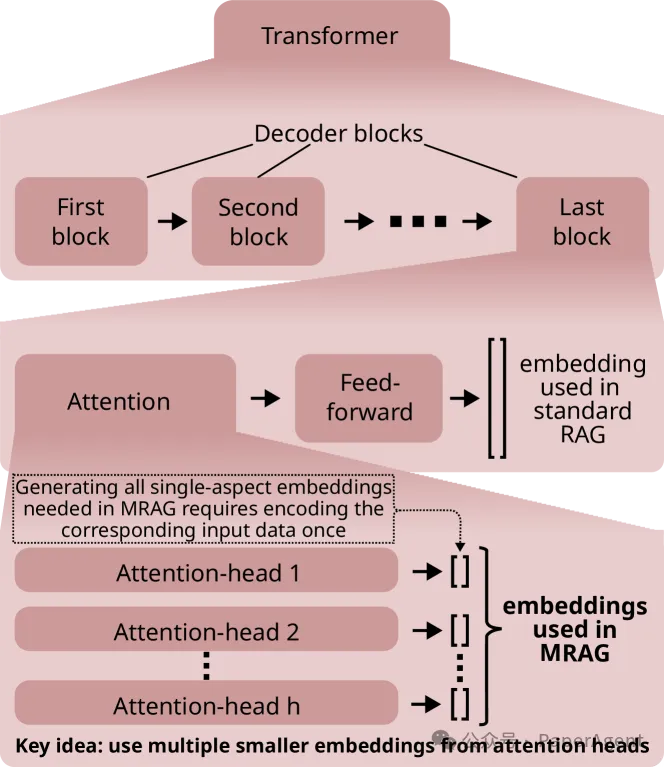 Transformer
Decoder blocks
First
block
Second
block
Last
block
Attention
Feed-
forward
embedding
used in
standard
RAG
Generating all single-aspect embeddings
needed in MRAG requires encoding the
corresponding input data once
Attention-head 1
Attention-head 2
Attention-head h
embeddings
used in
MRAG
公众号 · PaperAgent
Key idea: use multiple smaller embeddings from attention heads